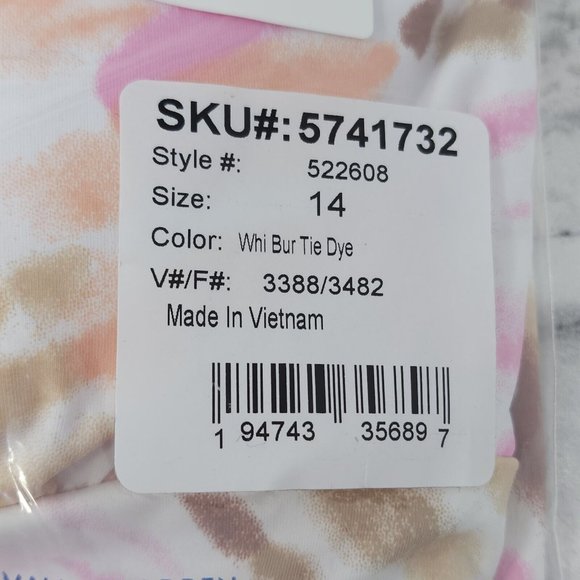 SKU#: 5741732
Style #: 522608
Size: 14
Color: Whi Bur Tie Dye
V#/F#: 3388/3482
Made In Vietnam
1 94743 35689 7